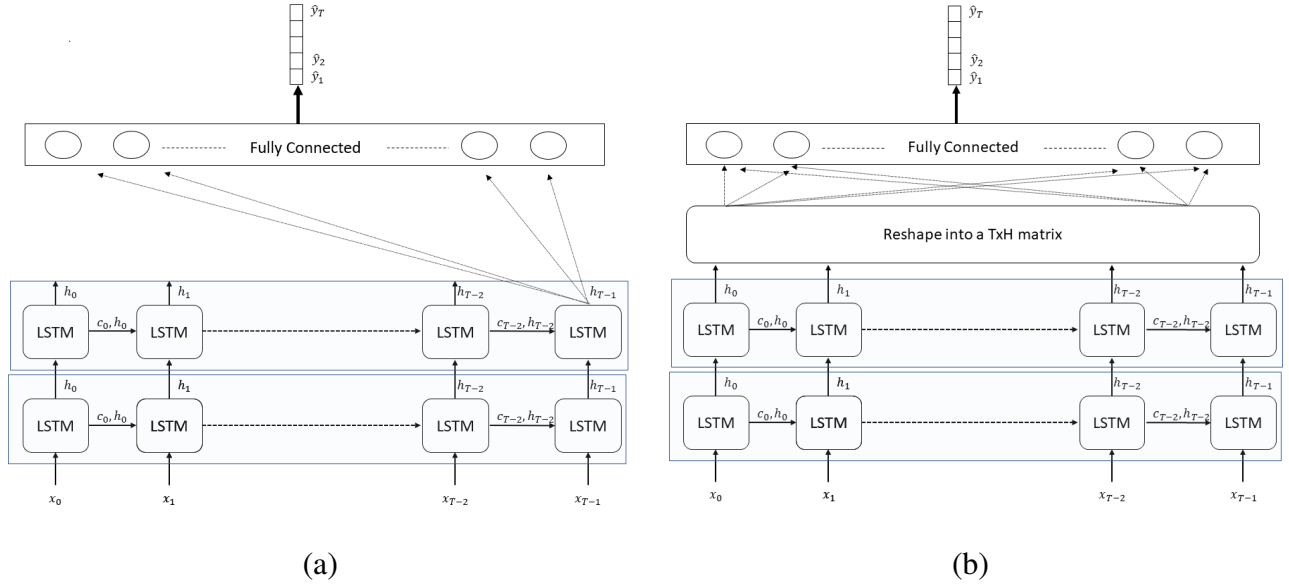 ŷ_T
ŷ_2
ŷ_1
Fully Connected
h_0 h_1 h_{T−2} h_{T−1}
LSTM LSTM LSTM LSTM
c_0, h_0 c_{T−2}, h_{T−2}
h_0 h_1 h_{T−2} h_{T−1}
LSTM LSTM LSTM LSTM
c_0, h_0 c_{T−2}, h_{T−2}
x_0 x_1 x_{T−2} x_{T−1}
(a)
ŷ_T
ŷ_2
ŷ_1
Fully Connected
Reshape into a TxH matrix
h_0 h_1 h_{T−2} h_{T−1}
LSTM LSTM LSTM LSTM
c_0, h_0 c_{T−2}, h_{T−2}
h_0 h_1 h_{T−2} h_{T−1}
LSTM LSTM LSTM LSTM
c_0, h_0 c_{T−2}, h_{T−2}
x_0 x_1 x_{T−2} x_{T−1}
(b)